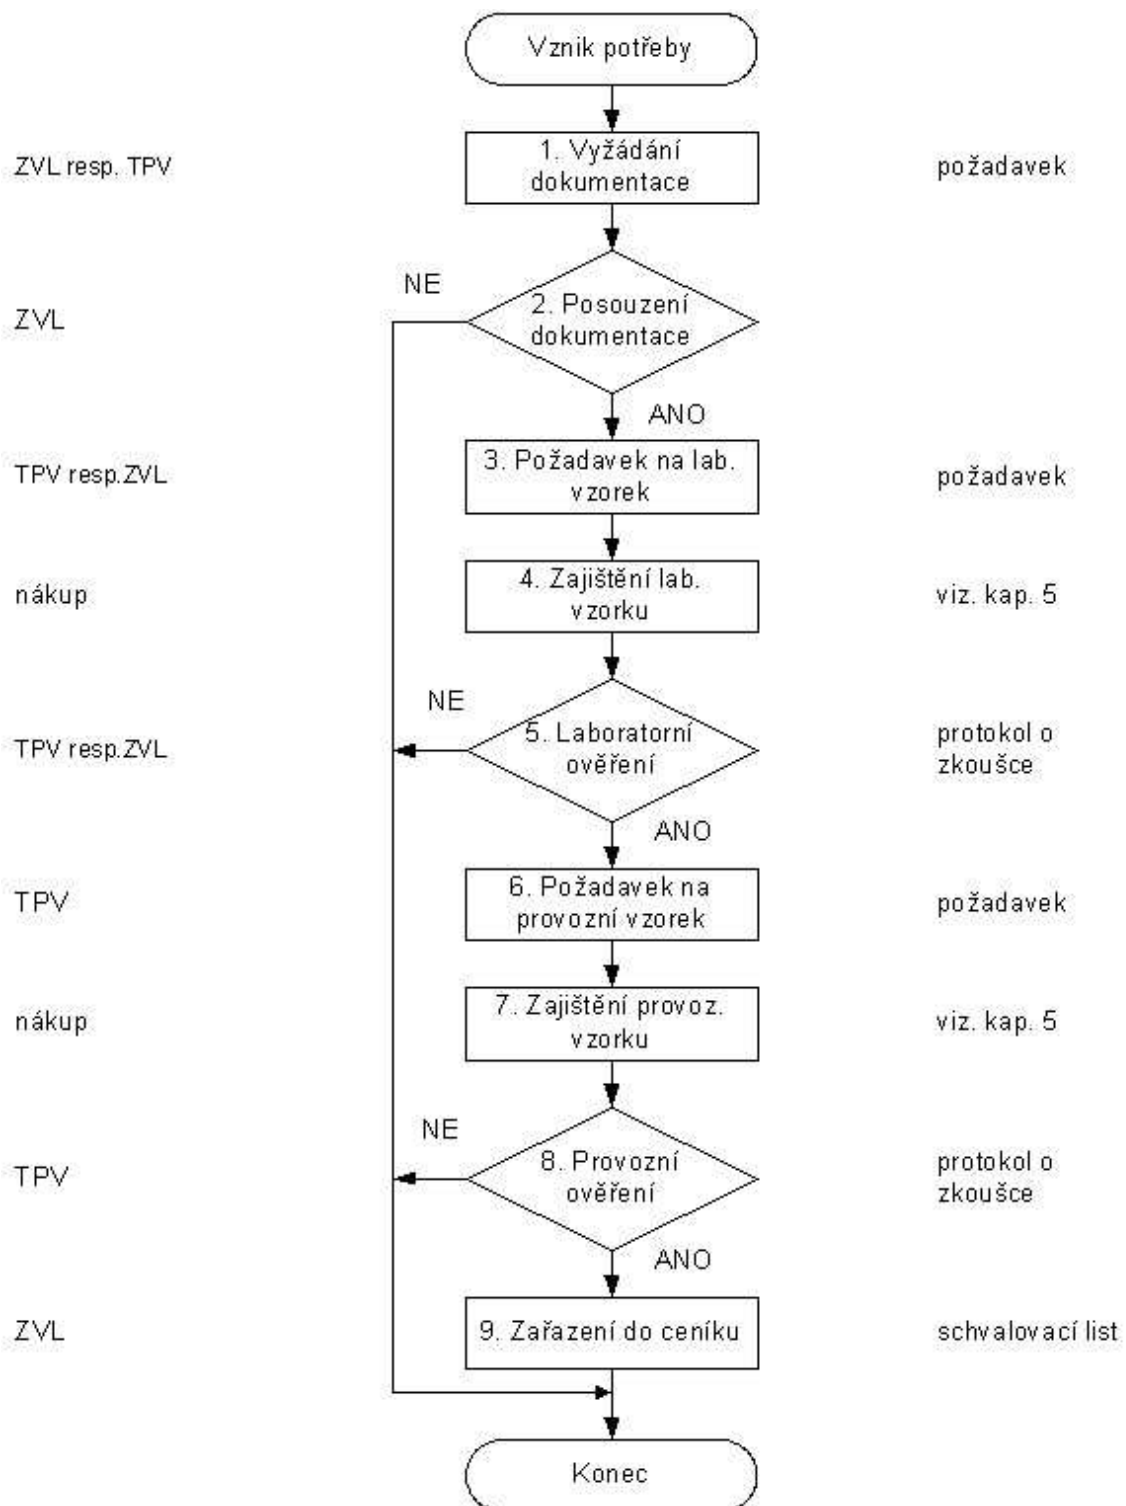 Vznik potřeby
ZVL resp. TPV
1. Vyžádání
dokumentace
požadavek
NE
ZVL
2. Posouzení
dokumentace
ANO
TPV resp.ZVL
3. Požadavek na lab.
vzorek
požadavek
nákup
4. Zajištění lab.
vzorku
viz. kap. 5
NE
TPV resp.ZVL
5. Laboratorní
ověření
protokol o
zkoušce
ANO
TPV
6. Požadavek na
provozní vzorek
požadavek
nákup
7. Zajištění provoz.
vzorku
viz. kap. 5
NE
TPV
8. Provozní
ověření
protokol o
zkoušce
ANO
ZVL
9. Zařazení do ceníku
schvalovací list
Konec